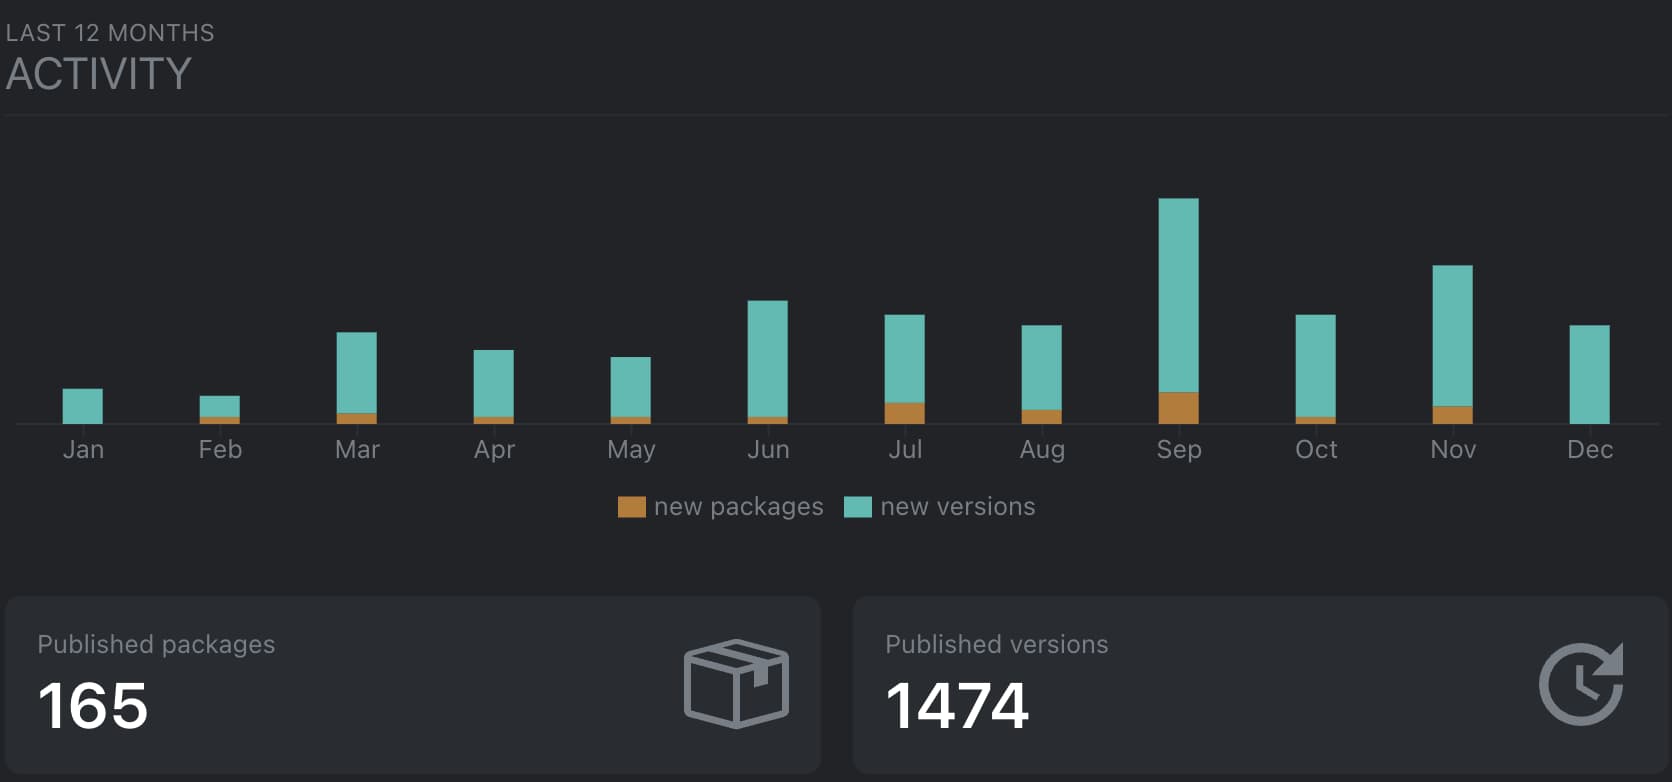 LAST 12 MONTHS
ACTIVITY
Jan Feb Mar Apr May Jun Jul Aug Sep Oct Nov Dec
new packages new versions
Published packages
165
Published versions
1474